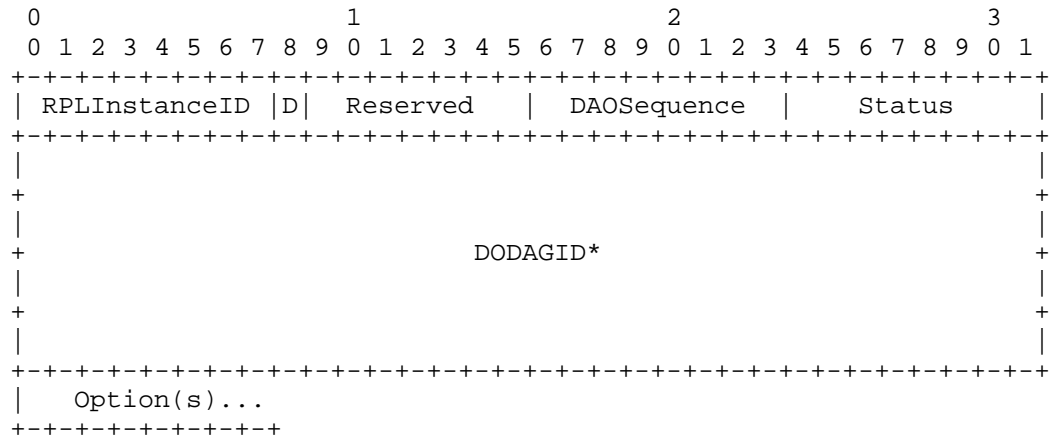 0                   1                   2                   3
 0 1 2 3 4 5 6 7 8 9 0 1 2 3 4 5 6 7 8 9 0 1 2 3 4 5 6 7 8 9 0 1
+-+-+-+-+-+-+-+-+-+-+-+-+-+-+-+-+-+-+-+-+-+-+-+-+-+-+-+-+-+-+-+-+
| RPLInstanceID |D|  Reserved   |  DAOSequence  |    Status     |
+-+-+-+-+-+-+-+-+-+-+-+-+-+-+-+-+-+-+-+-+-+-+-+-+-+-+-+-+-+-+-+-+
|                                                               |
+                                                               +
|                                                               |
+                            DODAGID*                           +
|                                                               |
+                                                               +
|                                                               |
+-+-+-+-+-+-+-+-+-+-+-+-+-+-+-+-+-+-+-+-+-+-+-+-+-+-+-+-+-+-+-+-+
|   Option(s)...
+-+-+-+-+-+-+-+-+